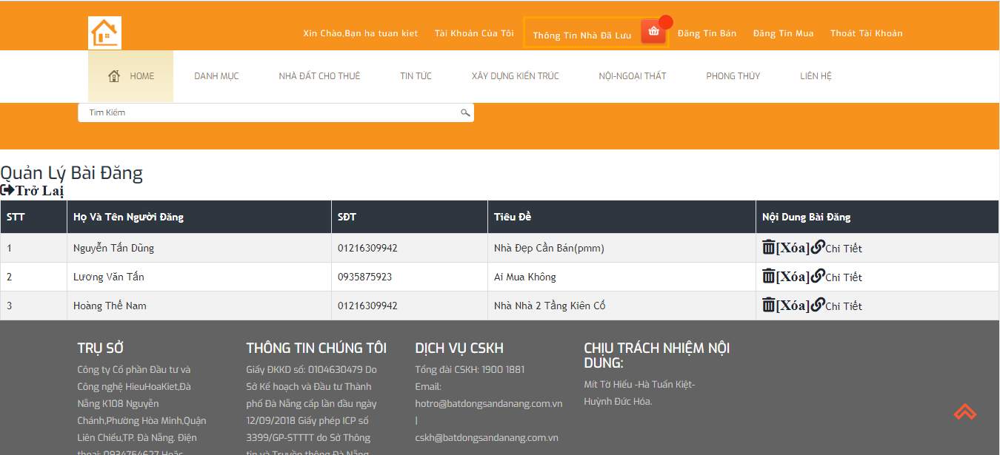 Xin Chào,Bạn ha tuan kiet Tài Khoản Của Tôi Thông Tin Nhà Đã Lưu Đăng Tin Bán Đăng Tin Mua Thoát Tài Khoản
HOME DANH MỤC NHÀ ĐẤT CHO THUÊ TIN TỨC XÂY DỰNG KIẾN TRÚC NỘI-NGOẠI THẤT PHONG THỦY LIÊN HỆ
Tìm Kiếm
Quản Lý Bài Đăng
Trở Lại
STT Họ Và Tên Người Đăng SĐT Tiêu Đề Nội Dung Bài Đăng
1 Nguyễn Tấn Dũng 01216309942 Nhà Đẹp Cần Bán(pmm) [Xóa] Chi Tiết
2 Lương Văn Tấn 0935875923 Ai Mua Không [Xóa] Chi Tiết
3 Hoàng Thế Nam 01216309942 Nhà Nhà 2 Tầng Kiên Cố [Xóa] Chi Tiết
TRỤ SỞ
Công ty Cổ phần Đầu tư và
Công nghệ HieuHoaKiet,Đà
Nẵng K108 Nguyễn
Chánh,Phường Hòa Minh,Quận
Liên Chiểu,TP. Đà Nẵng. Điện
thoại: 0934754627 Hoặc
THÔNG TIN CHÚNG TÔI
Giấy ĐKKD số: 0104630479 Do
Sở Kế hoạch và Đầu tư Thành
phố Đà Nẵng cấp lần đầu ngày
12/09/2018 Giấy phép ICP số
3399/GP-STTTT do Sở Thông
tin và Truyền thông Đà Nẵng
DỊCH VỤ CSKH
Tổng đài CSKH: 1900 1881
Email:
hotro@batdongsandanang.com.vn
|
cskh@batdongsandanang.com.vn
CHỊU TRÁCH NHIỆM NỘI
DUNG:
Mít Tờ Hiếu -Hà Tuấn Kiệt-
Huỳnh Đức Hóa.